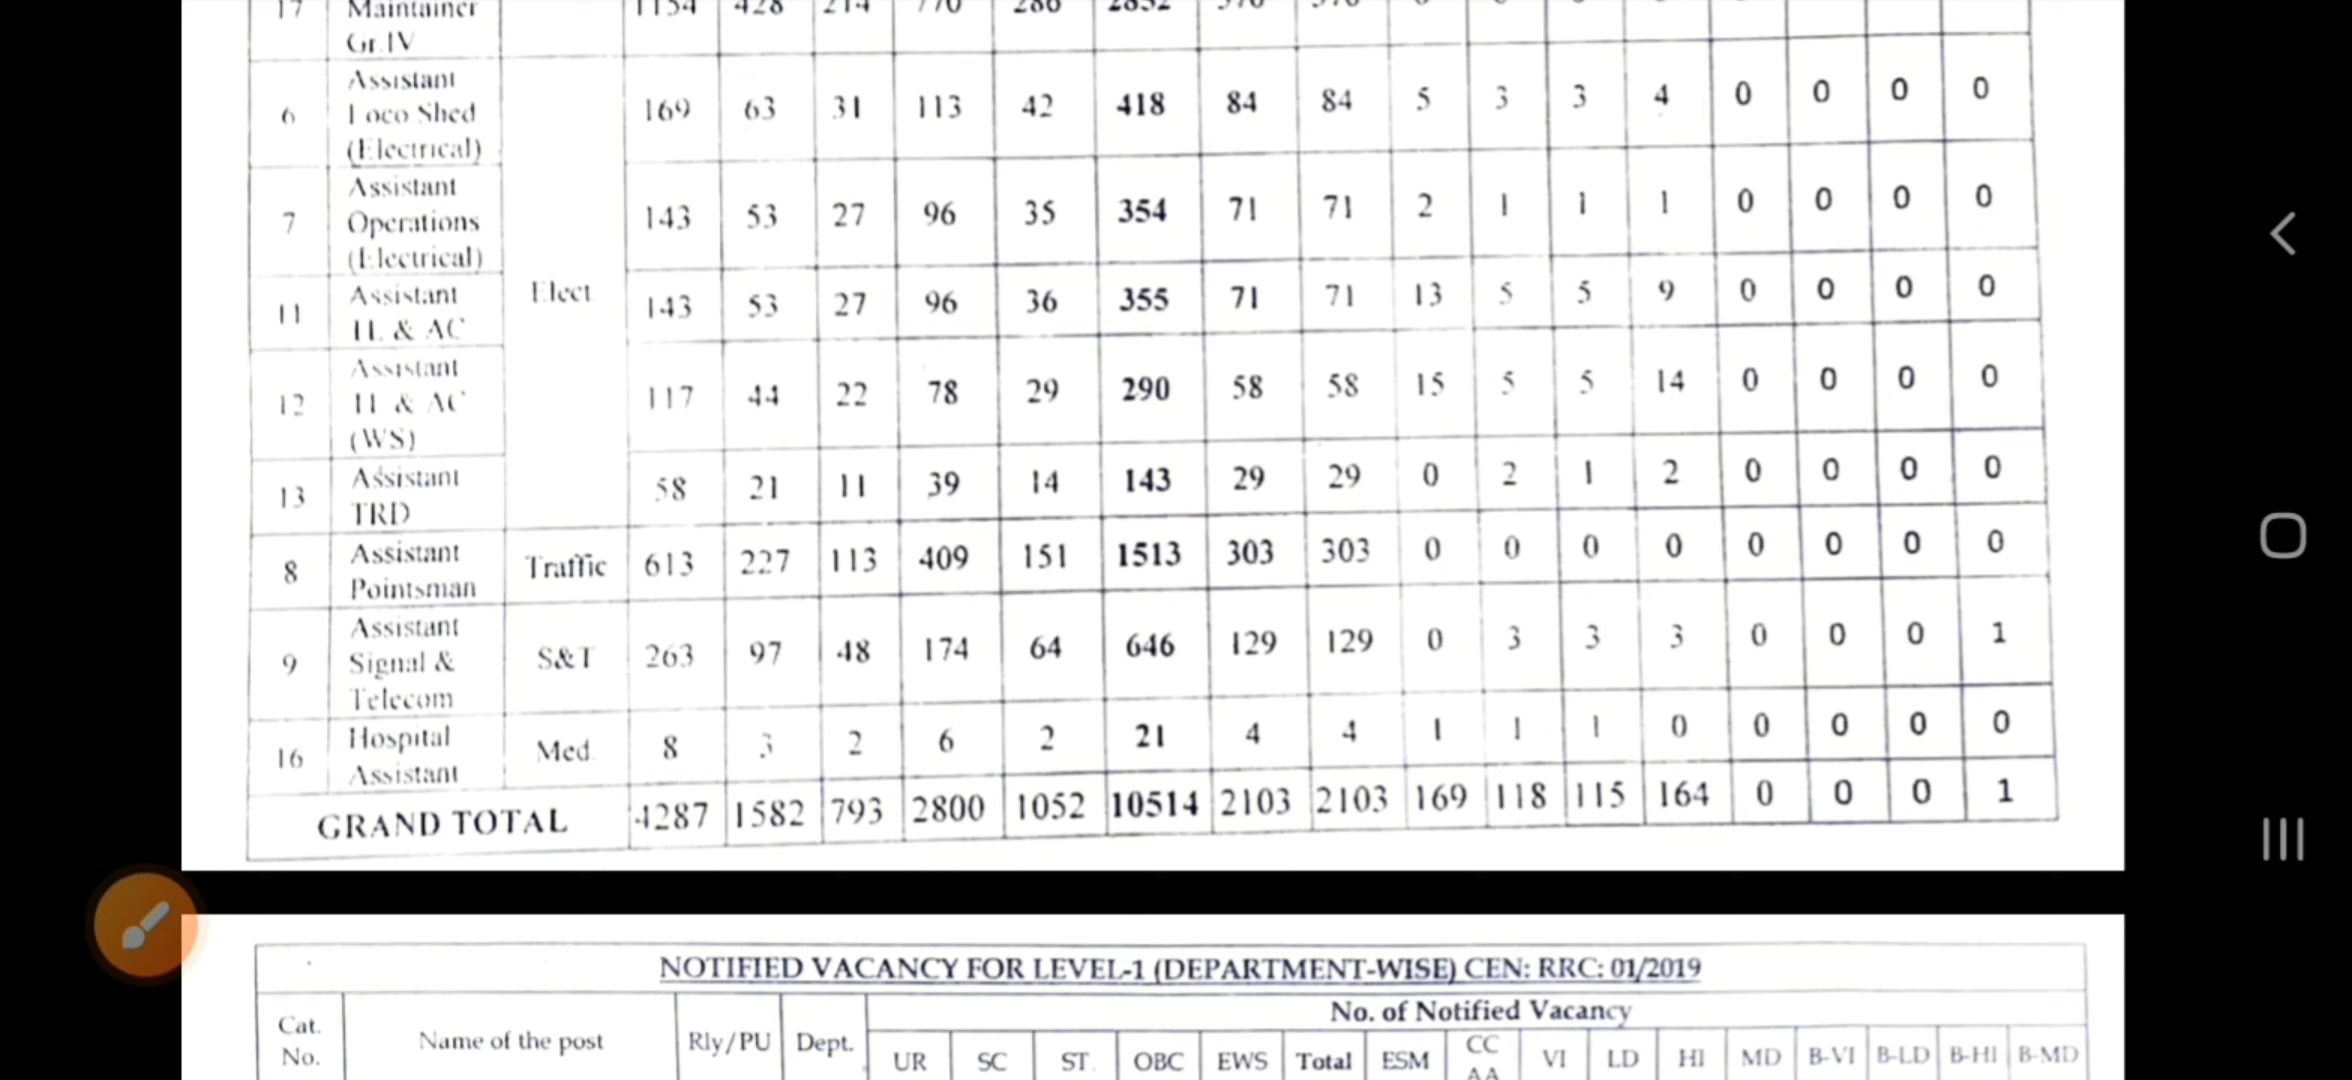 17 Maintainer 1154 428 214 770 286 2852 570 570
Gr.IV
6 Assistant Loco Shed (Electrical) 169 63 31 113 42 418 84 84 5 3 3 4 0 0 0 0
7 Assistant Operations (Electrical) 143 53 27 96 35 354 71 71 2 1 1 1 0 0 0 0
Elect
11 Assistant TL & AC 143 53 27 96 36 355 71 71 13 5 5 9 0 0 0 0
12 Assistant TL & AC (WS) 117 44 22 78 29 290 58 58 15 5 5 14 0 0 0 0
13 Assistant TRD 58 21 11 39 14 143 29 29 0 2 1 2 0 0 0 0
8 Assistant Pointsman Traffic 613 227 113 409 151 1513 303 303 0 0 0 0 0 0 0 0
9 Assistant Signal & Telecom S&T 263 97 48 174 64 646 129 129 0 3 3 3 0 0 0 1
16 Hospital Assistant Med. 8 3 2 6 2 21 4 4 1 1 1 0 0 0 0 0
GRAND TOTAL 4287 1582 793 2800 1052 10514 2103 2103 169 118 115 164 0 0 0 1
NOTIFIED VACANCY FOR LEVEL-1 (DEPARTMENT-WISE) CEN: RRC: 01/2019
No. of Notified Vacancy
Cat. No. Name of the post Rly/PU Dept.
UR SC ST. OBC EWS Total ESM CC AA VI LD HI MD B-VI B-LD B-HI B-MD